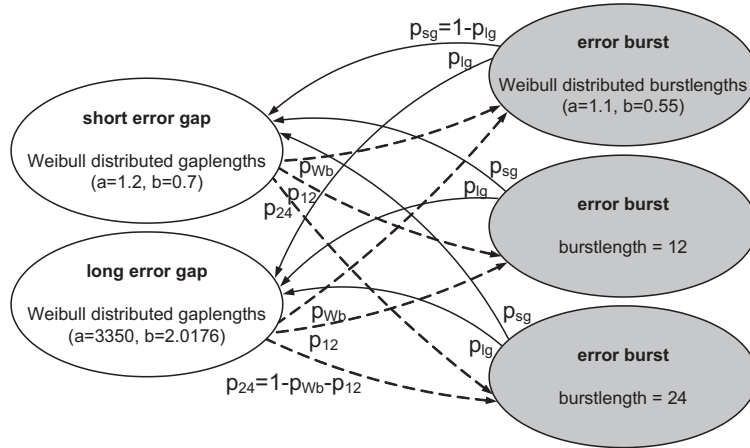 p_sg=1-p_lg
p_lg
error burst
Weibull distributed burstlengths
(a=1.1, b=0.55)
short error gap
Weibull distributed gaplengths
(a=1.2, b=0.7)
p_Wb
p_12
p_24
p_sg
p_lg
error burst
burstlength = 12
long error gap
Weibull distributed gaplengths
(a=3350, b=2.0176)
p_Wb
p_12
p_24=1-p_Wb-p_12
p_sg
p_lg
error burst
burstlength = 24